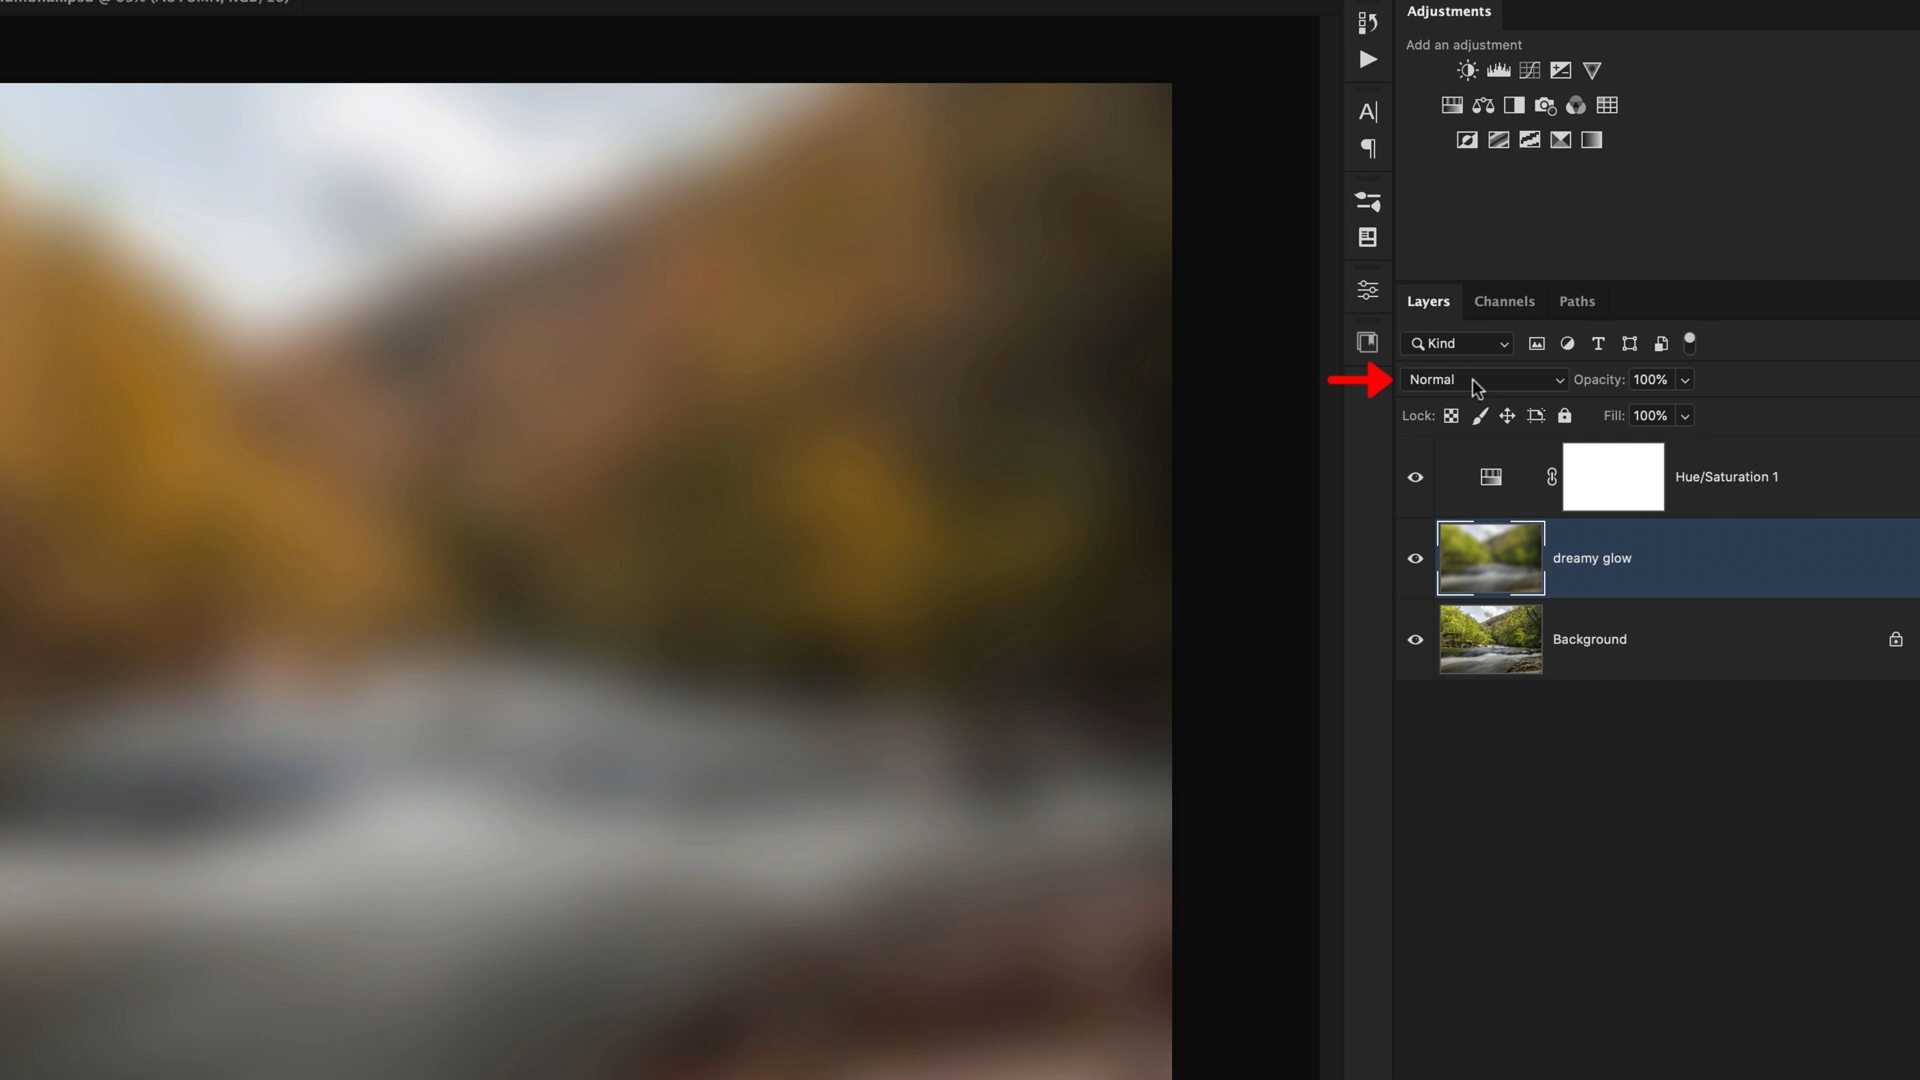 Adjustments
Add an adjustment
Layers Channels Paths
Kind
Normal Opacity: 100%
Lock: Fill: 100%
Hue/Saturation 1
dreamy glow
Background